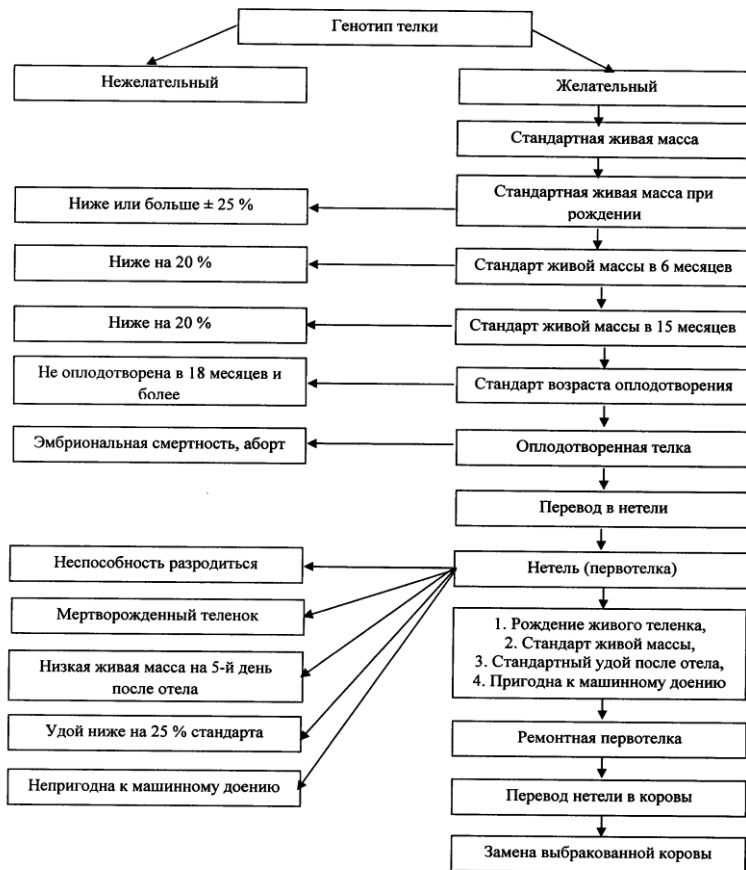 Генотип телки
Нежелательный
Желательный
Стандартная живая масса
Ниже или больше ± 25 %
Стандартная живая масса при
рождении
Ниже на 20 %
Стандарт живой массы в 6 месяцев
Ниже на 20 %
Стандарт живой массы в 15 месяцев
Не оплодотворена в 18 месяцев и
более
Стандарт возраста оплодотворения
Эмбриональная смертность, аборт
Оплодотворенная телка
Перевод в нетели
Неспособность разродиться
Нетель (первотелка)
Мертворожденный теленок
1. Рождение живого теленка,
2. Стандарт живой массы,
3. Стандартный удой после отела,
4. Пригодна к машинному доению
Низкая живая масса на 5-й день
после отела
Удой ниже на 25 % стандарта
Ремонтная первотелка
Непригодна к машинному доению
Перевод нетели в коровы
Замена выбракованной коровы